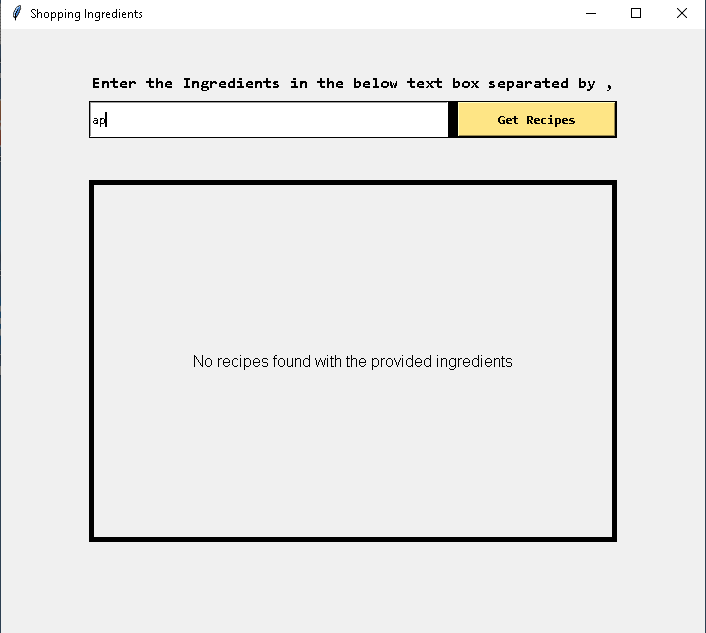 Shopping Ingredients
Enter the Ingredients in the below text box separated by ,
ap
Get Recipes
No recipes found with the provided ingredients